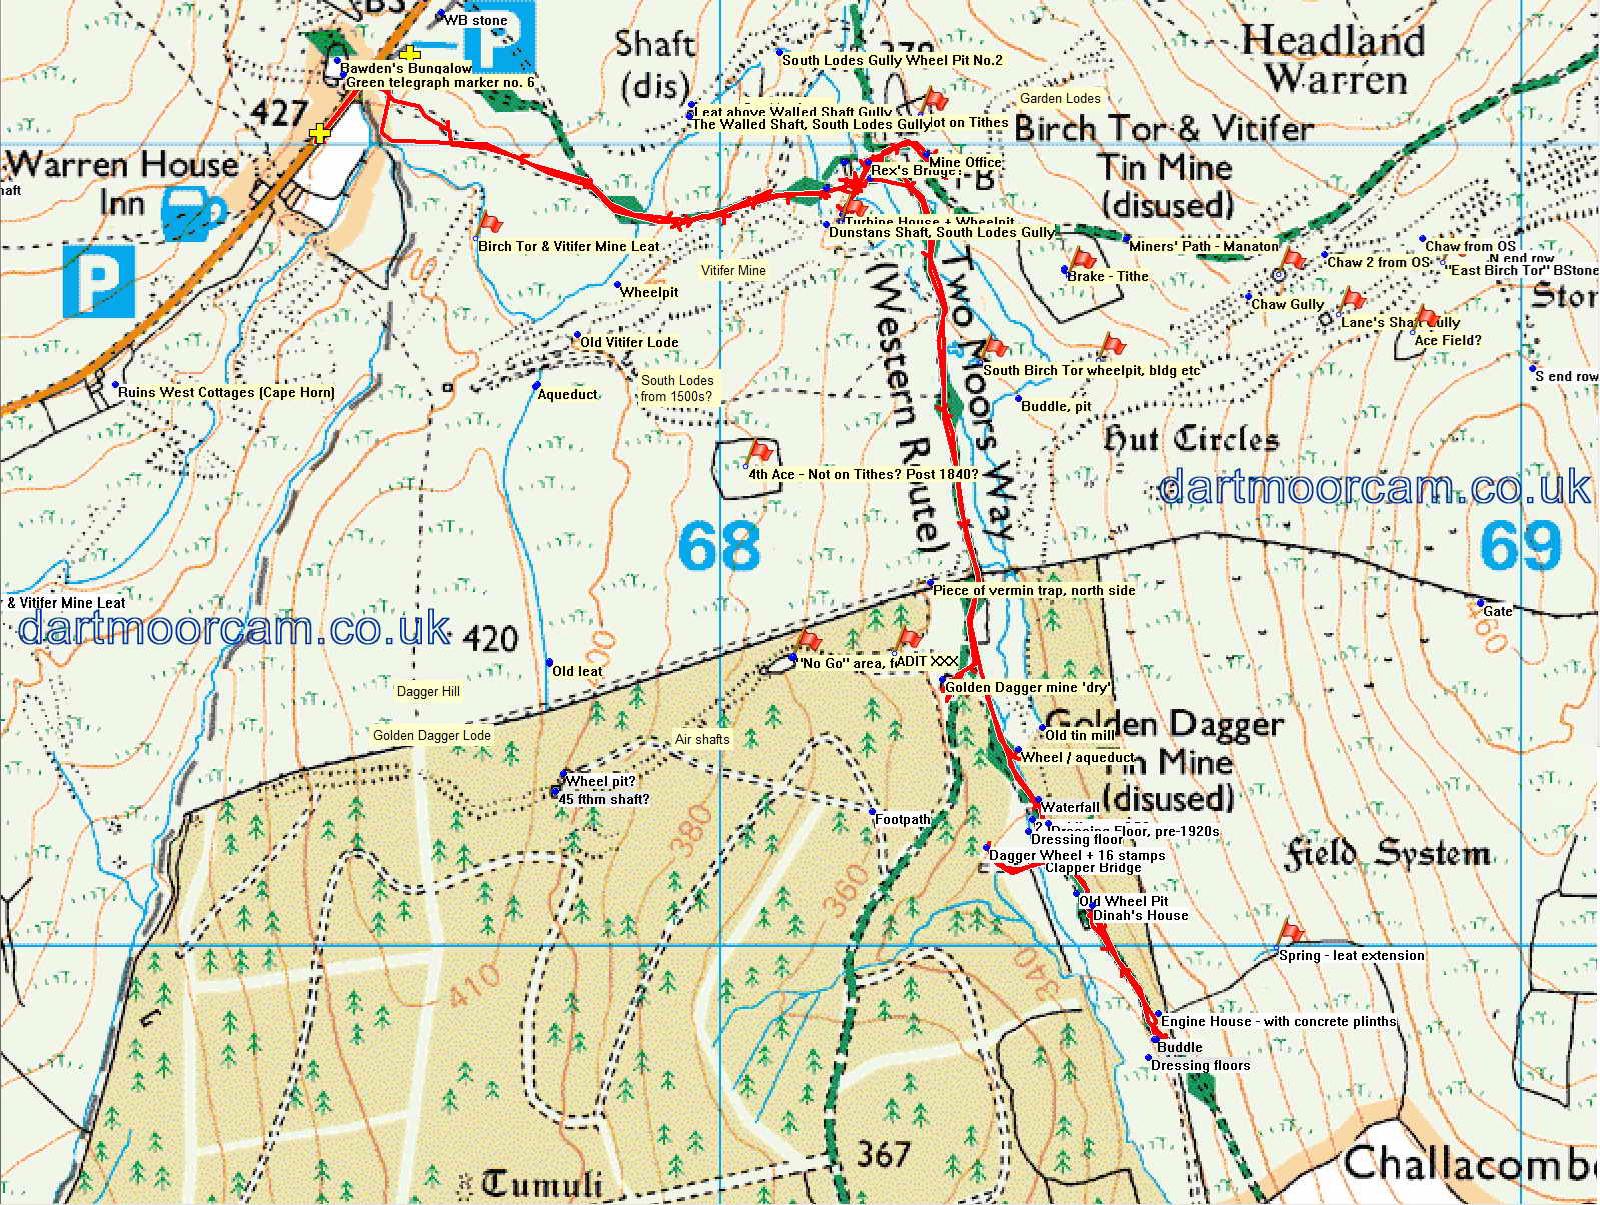 B3
WB stone
P
Headland
Warren
Shaft
(dis)
South Lodes Gully Wheel Pit No.2
Bawden's Bungalow
Green telegraph marker no. 6
Garden Lodes
427
Leat above Walled Shaft Gully
The Walled Shaft, South Lodes Gully
Birch Tor & Vitifer
Tin Mine
(disused)
Warren House
Inn
Mine Office
Rex's Bridge?
Turbine House + Wheelpit
Dunstans Shaft, South Lodes Gully
Birch Tor & Vitifer Mine Leat
Miners' Path - Manaton
Chaw from OS
N end row
Chaw 2 from OS
"East Birch Tor" BStone
P
Vitifer Mine
Brake - Tithe
Wheelpit
Chaw Gully
Lane's Shaft Gully
Ace Field?
Old Vitifer Lode
Two Moors Way
(Western Route)
South Birch Tor wheelpit, bldg etc
S end row
South Lodes
from 1500s?
Ruins West Cottages (Cape Horn)
Aqueduct
Buddle, pit
Hut Circles
4th Ace - Not on Tithes? Post 1840?
dartmoorcam.co.uk
68
69
Piece of vermin trap, north side
& Vitifer Mine Leat
Gate
460
dartmoorcam.co.uk
420
Old leat
"No Go" area,
ADIT XXX
Dagger Hill
Golden Dagger mine 'dry'
Golden Dagger
Tin Mine
(disused)
Old tin mill
Golden Dagger Lode
Air shafts
Wheel / aqueduct
Wheel pit?
45 fthm shaft?
Waterfall
Footpath
380
Dressing Floor, pre-1920s
Dressing floor
Dagger Wheel + 16 stamps
Clapper Bridge
Field System
360
Old Wheel Pit
Dinah's House
Spring - leat extension
340
410
Engine House - with concrete plinths
Buddle
Dressing floors
367
Challacombe
Tumuli